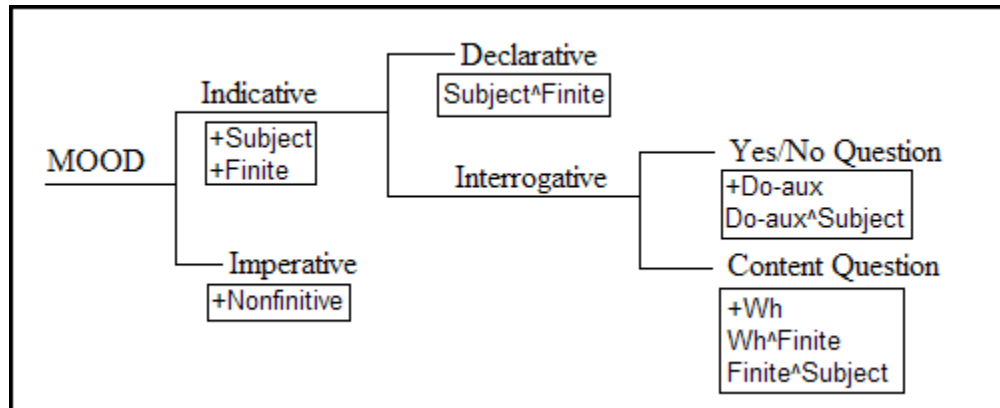 Declarative
Subject^Finite
Indicative
+Subject
+Finite
MOOD
Yes/No Question
+Do-aux
Do-aux^Subject
Interrogative
Imperative
+Nonfinitive
Content Question
+Wh
Wh^Finite
Finite^Subject